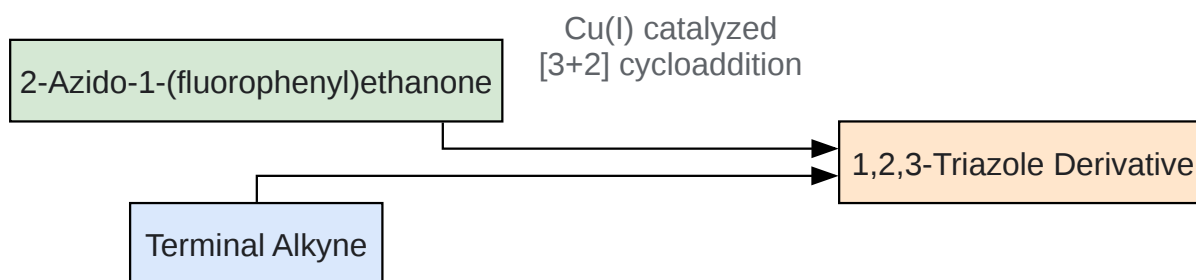 Cu(I) catalyzed
[3+2] cycloaddition
2-Azido-1-(fluorophenyl)ethanone
1,2,3-Triazole Derivative
Terminal Alkyne